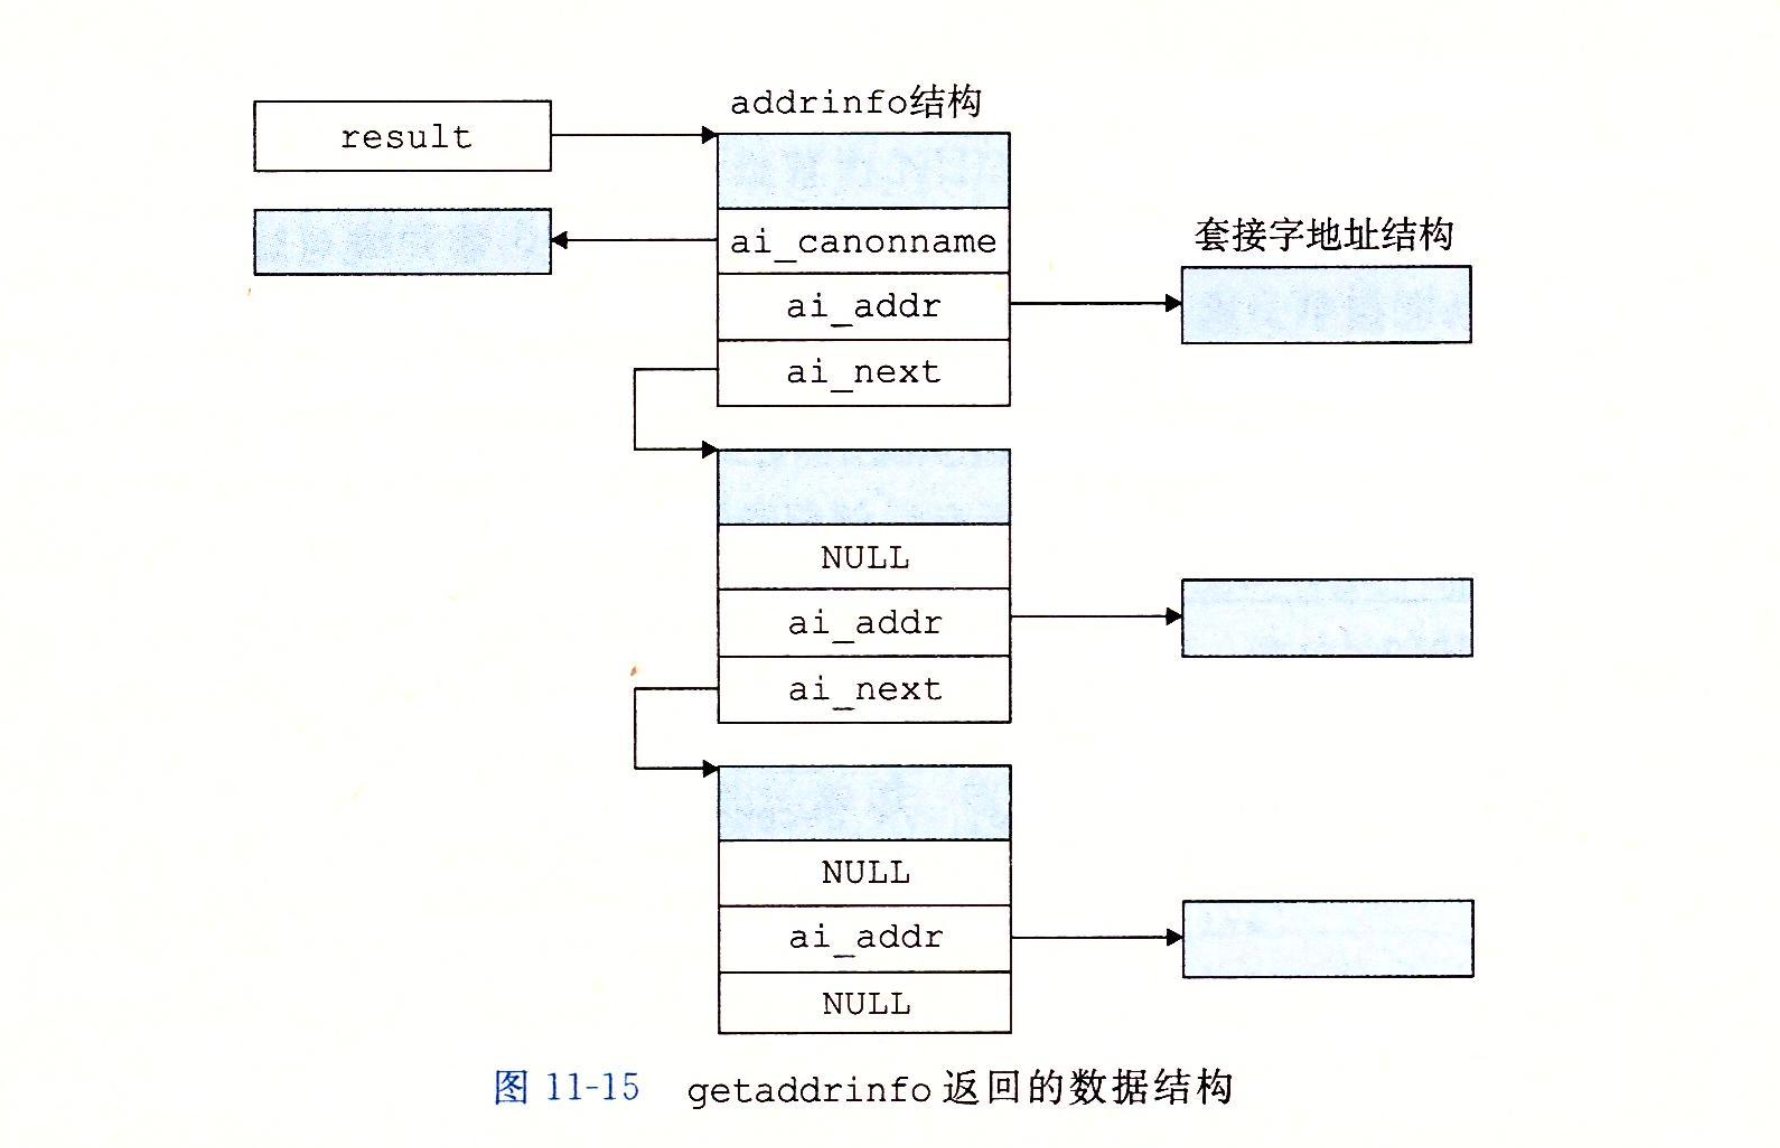 addrinfo结构
result
ai_canonname
套接字地址结构
ai_addr
ai_next
NULL
ai_addr
ai_next
NULL
ai_addr
NULL
图 11-15 getaddrinfo 返回的数据结构